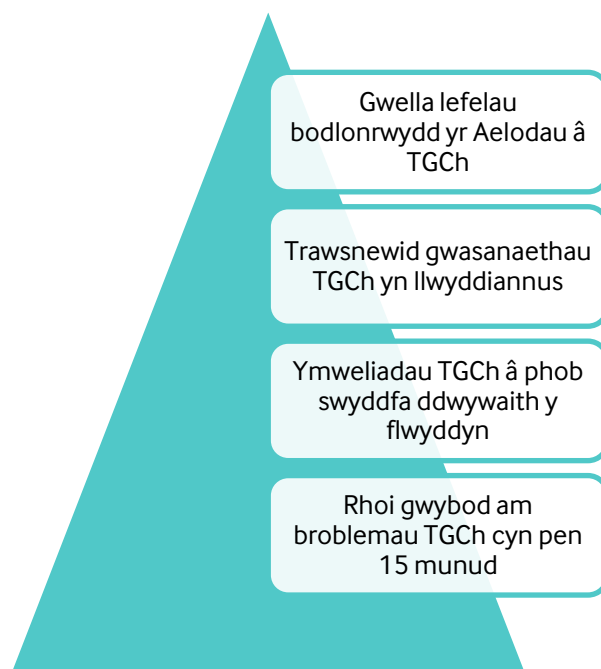 Gwella lefelau
bodlonrwydd yr Aelodau â
TGCh
Trawsnewid gwasanaethau
TGCh yn llwyddiannus
Ymweliadau TGCh â phob
swyddfa ddwywaith y
flwyddyn
Rhoi gwybod am
broblemau TGCh cyn pen
15 munud